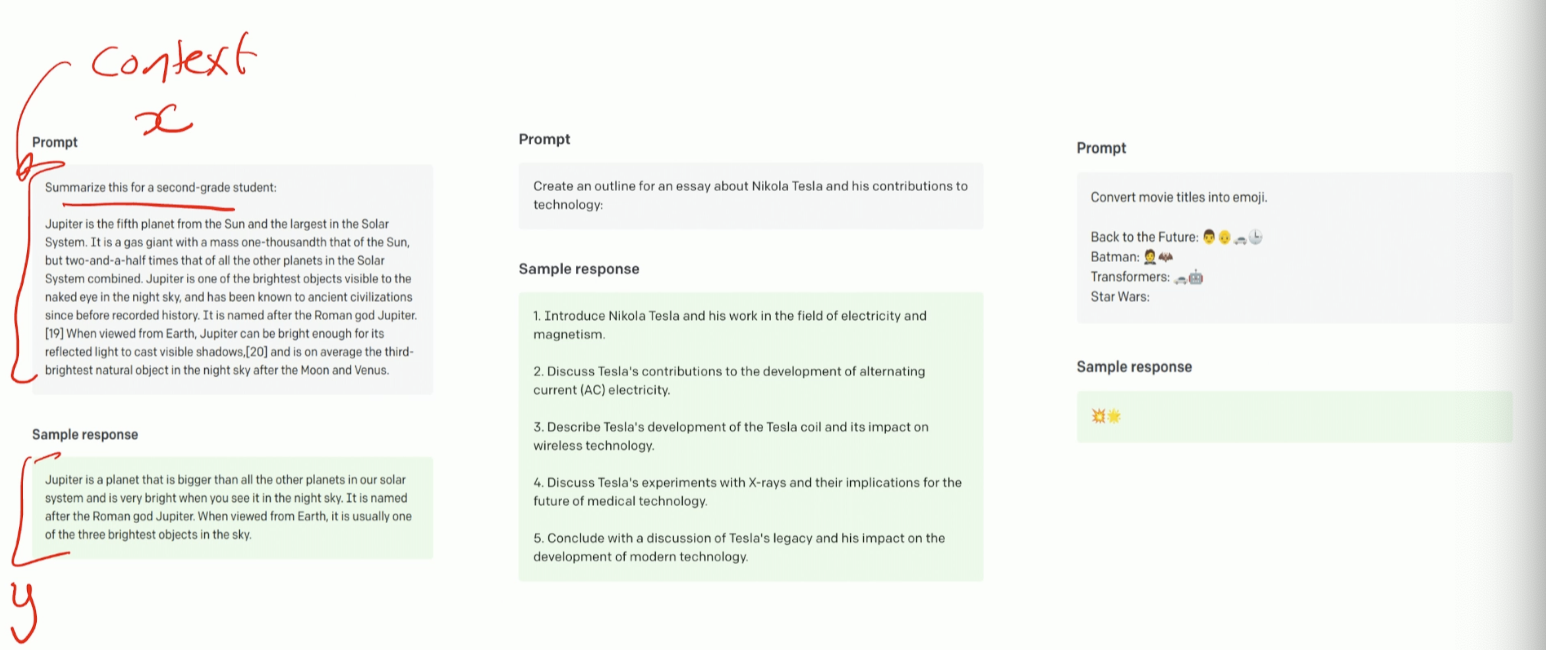 Context
x
Prompt
Summarize this for a second-grade student:
Jupiter is the fifth planet from the Sun and the largest in the Solar
System. It is a gas giant with a mass one-thousandth that of the Sun,
but two-and-a-half times that of all the other planets in the Solar
System combined. Jupiter is one of the brightest objects visible to the
naked eye in the night sky, and has been known to ancient civilizations
since before recorded history. It is named after the Roman god Jupiter.
[19] When viewed from Earth, Jupiter can be bright enough for its
reflected light to cast visible shadows,[20] and is on average the third-
brightest natural object in the night sky after the Moon and Venus.
Sample response
Jupiter is a planet that is bigger than all the other planets in our solar
system and is very bright when you see it in the night sky. It is named
after the Roman god Jupiter. When viewed from Earth, it is usually one
of the three brightest objects in the sky.
y
Prompt
Create an outline for an essay about Nikola Tesla and his contributions to
technology:
Sample response
1. Introduce Nikola Tesla and his work in the field of electricity and
magnetism.
2. Discuss Tesla's contributions to the development of alternating
current (AC) electricity.
3. Describe Tesla's development of the Tesla coil and its impact on
wireless technology.
4. Discuss Tesla's experiments with X-rays and their implications for the
future of medical technology.
5. Conclude with a discussion of Tesla's legacy and his impact on the
development of modern technology.
Prompt
Convert movie titles into emoji.
Back to the Future: 👨👴🚗🕒
Batman: 🤵🦇
Transformers: 🚗🤖
Star Wars:
Sample response
💥🌟